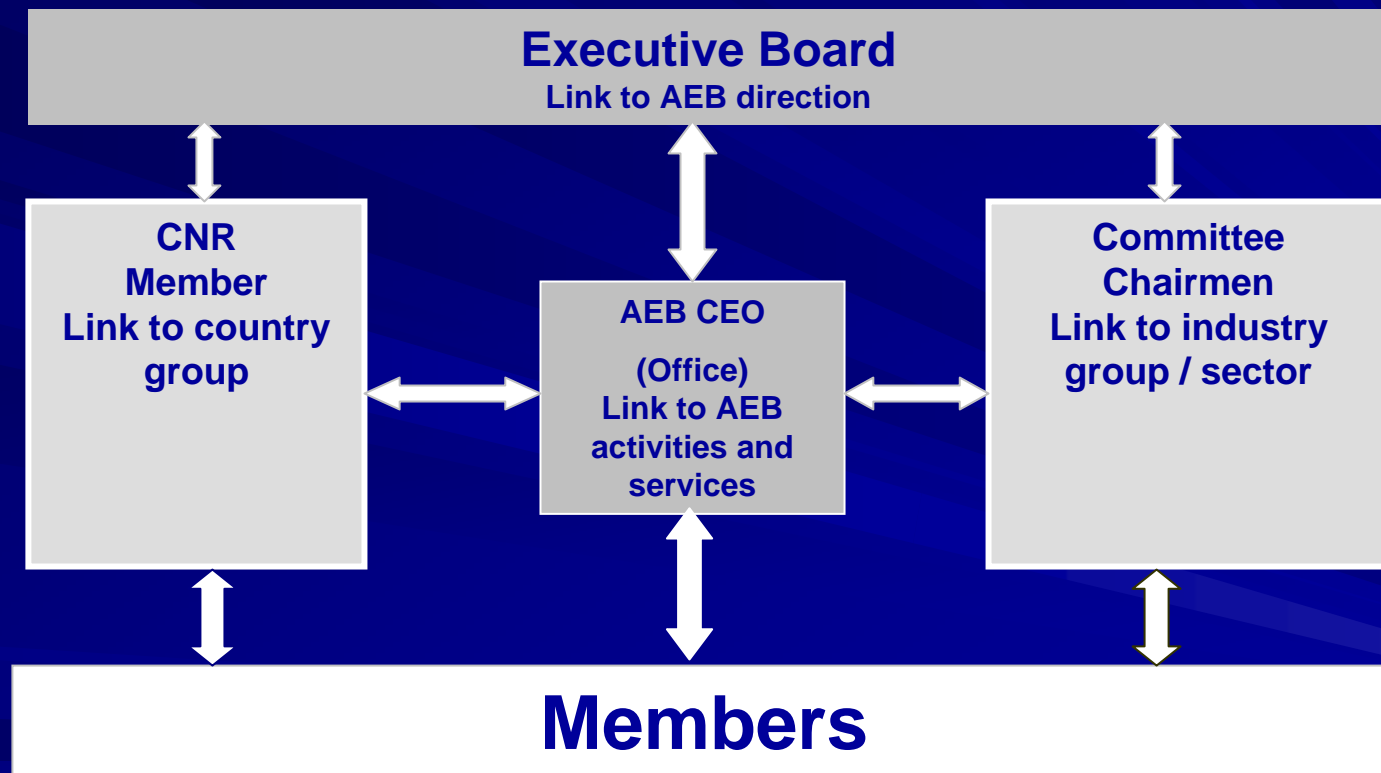 Executive Board
Link to AEB direction
CNR
Member
Link to country
group
AEB CEO
(Office)
Link to AEB
activities and
services
Committee
Chairmen
Link to industry
group / sector
Members